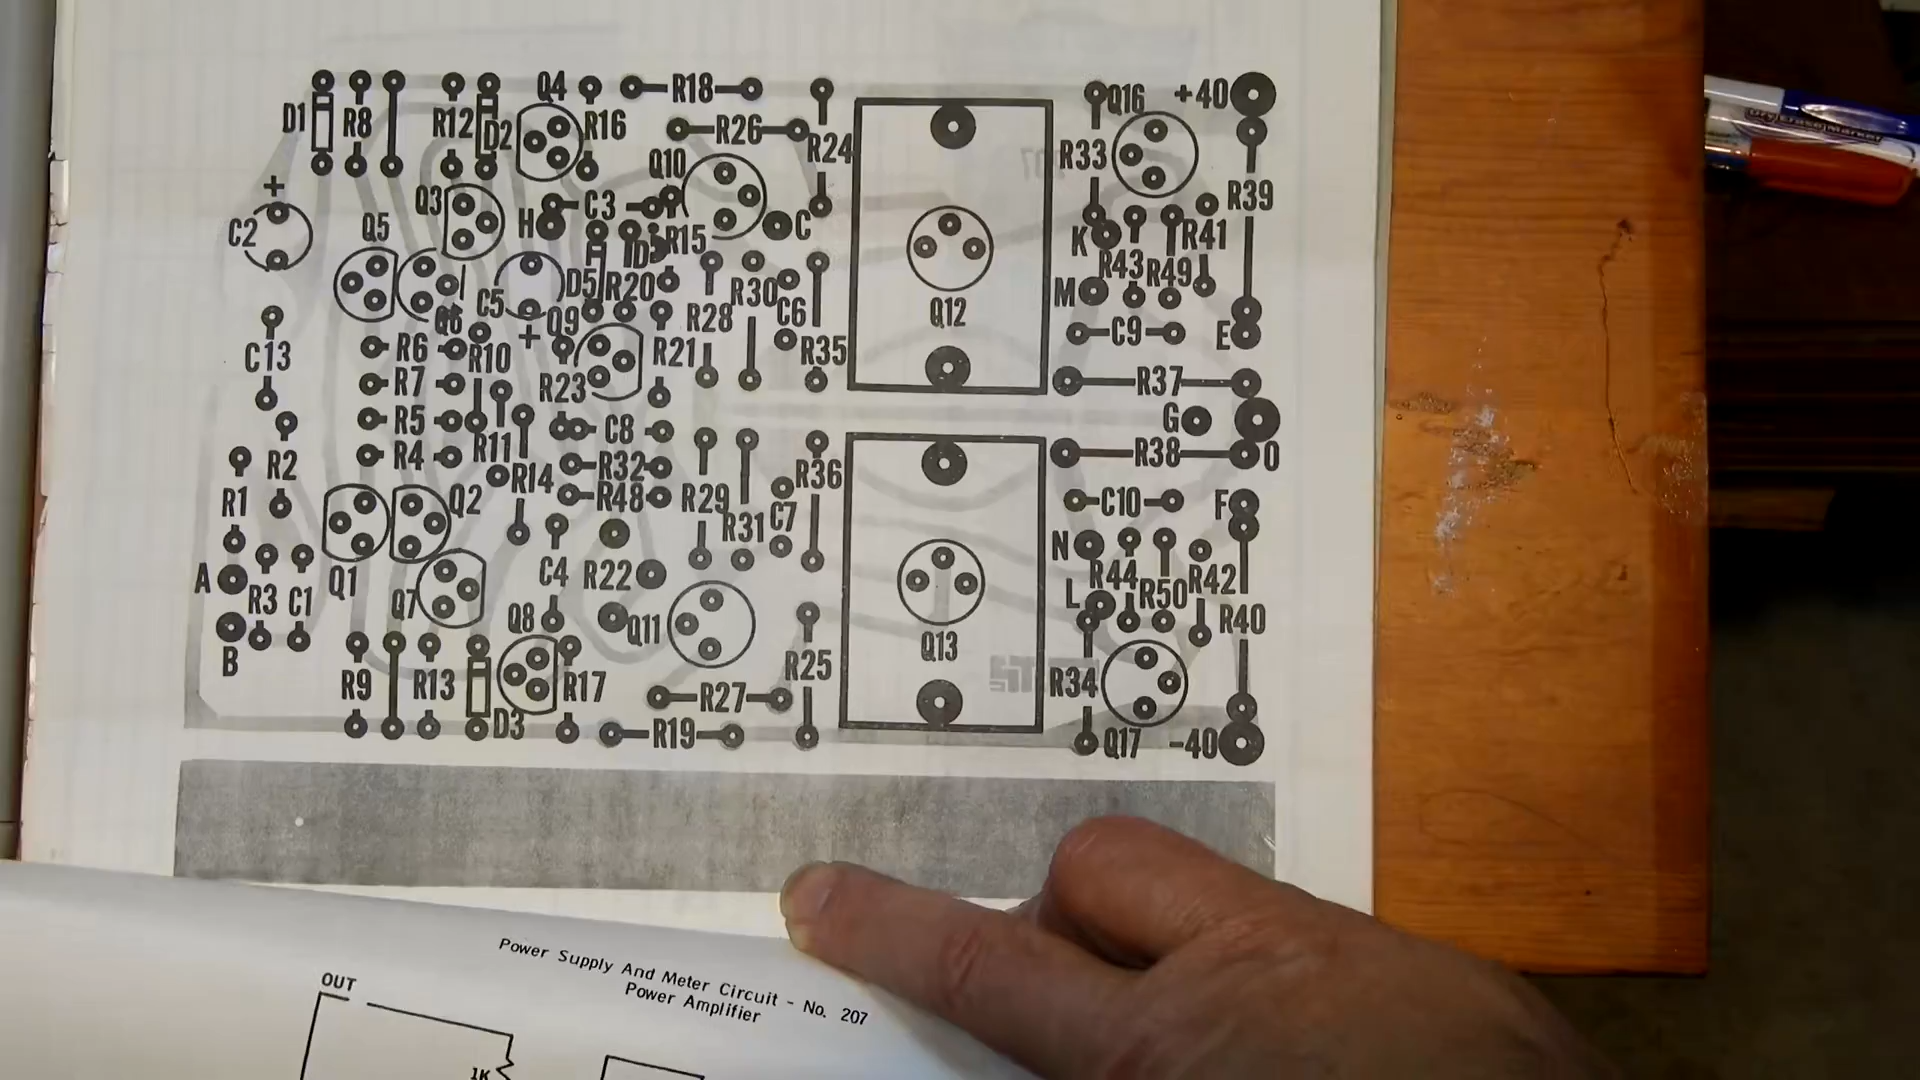 Q4 R18 Q16 +40
D1 R8 R12 D2 R16 R26 R24 R33
Q10
+ Q3 H C3 C R39
C2 Q5 R15 K R41
C5 D5 R20 R30 C6 R43 R49 M
Q6 Q9 R28 Q12
C13 R6 R10 + R21 R35 C9 E
R7 R23 R37
R5 C8 G
R11
R2 R4 R32 R36 R38 0
R14
R1 Q2 R48 R29 C10 F
R31 C7
N
A Q1 C4 R22 R44 R42
R3 C1 Q7 L R50
Q8 Q11 R40
B Q13
R25
R9 R13 R17 R34
D3 R27
R19 Q17 -40
Power Supply And Meter Circuit - No. 207
Power Amplifier
OUT
1K